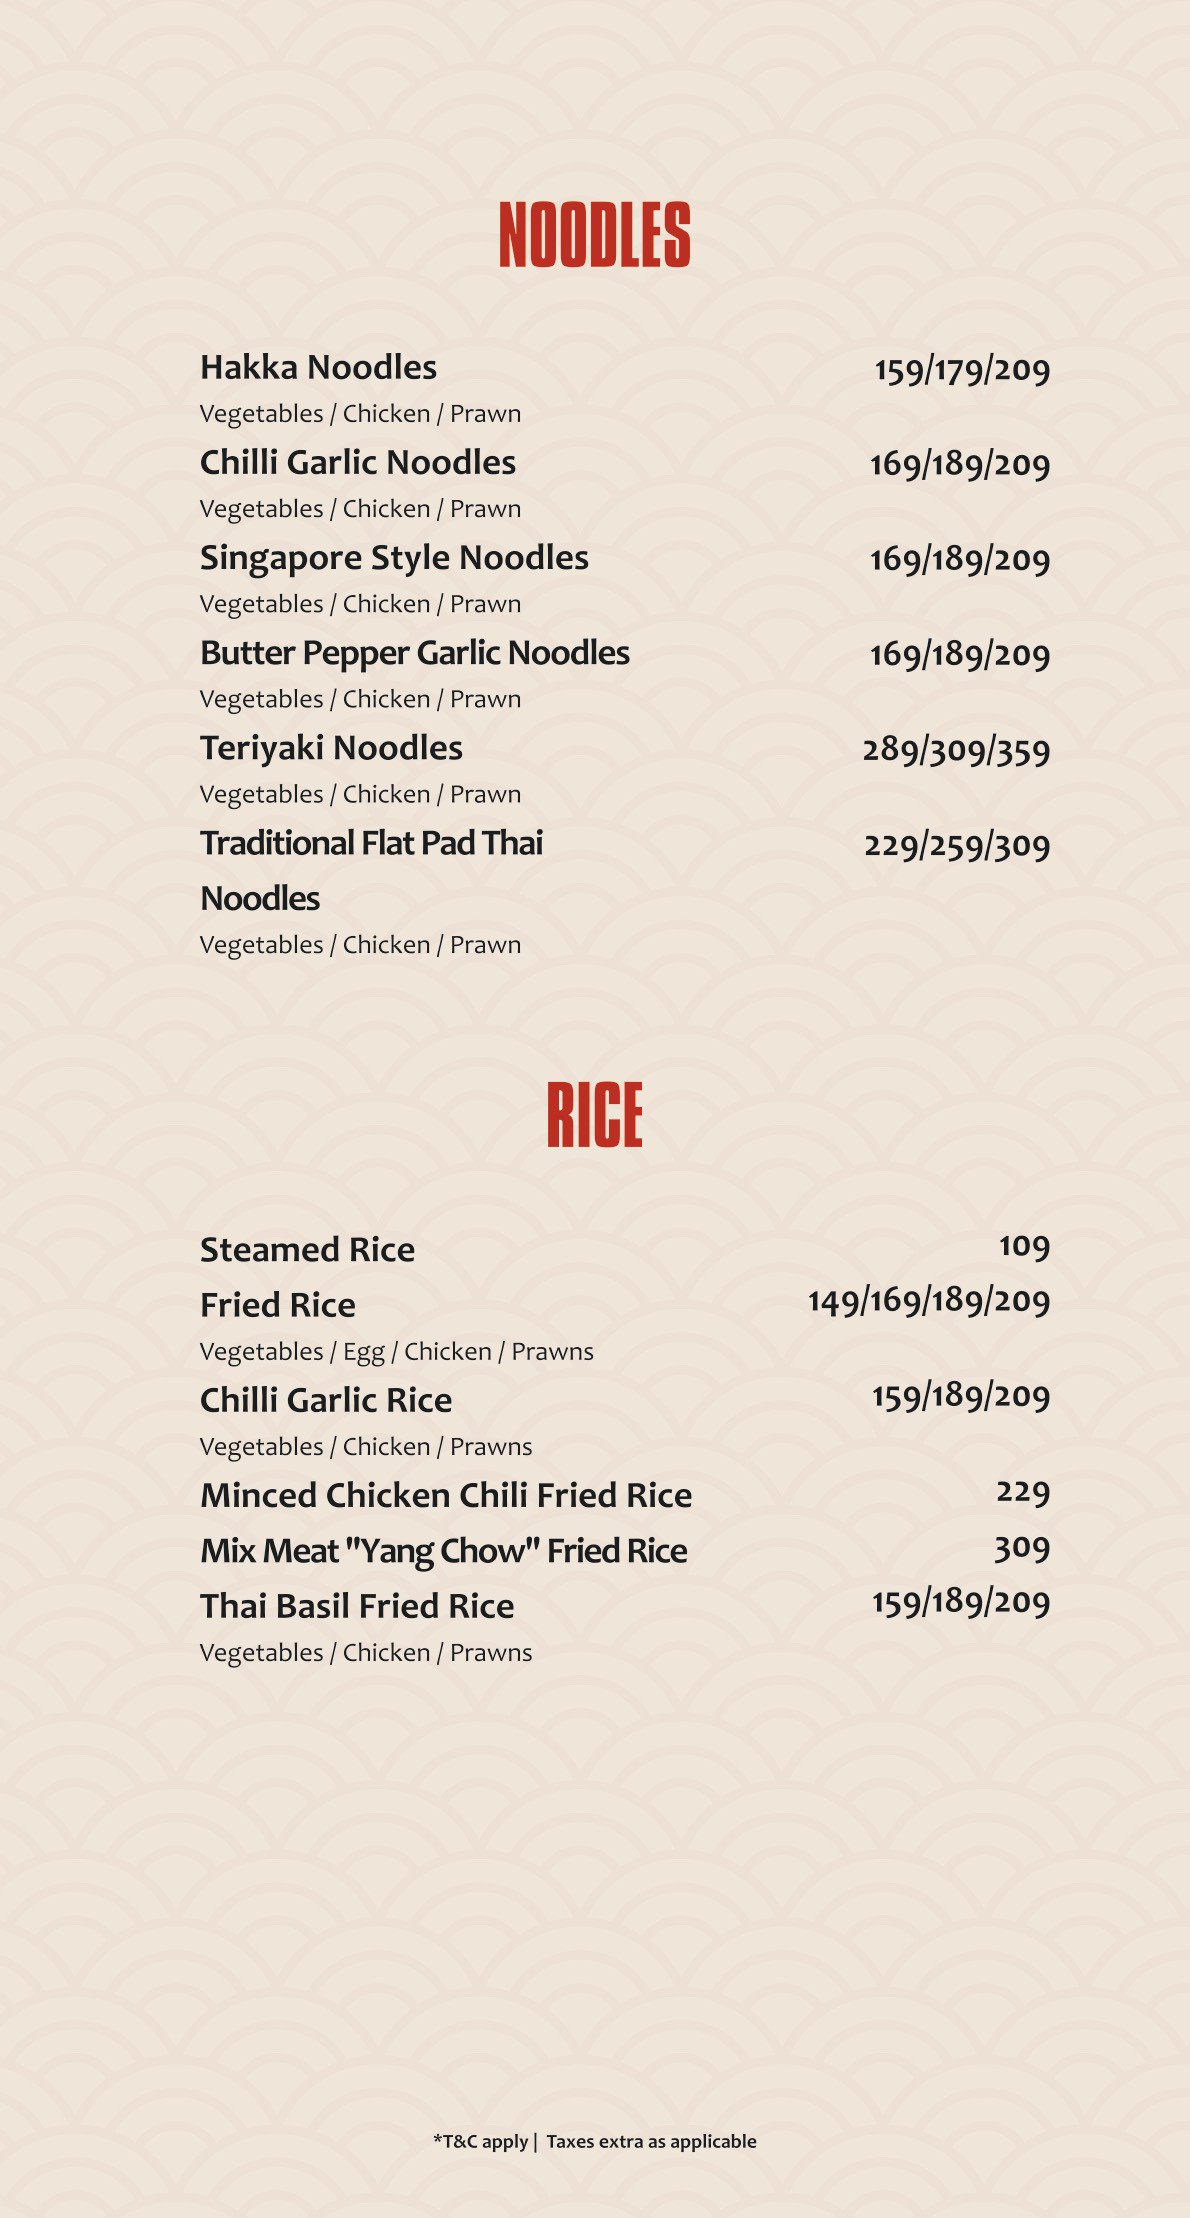 NOODLES
Hakka Noodles 159/179/209
Vegetables / Chicken / Prawn
Chilli Garlic Noodles 169/189/209
Vegetables / Chicken / Prawn
Singapore Style Noodles 169/189/209
Vegetables / Chicken / Prawn
Butter Pepper Garlic Noodles 169/189/209
Vegetables / Chicken / Prawn
Teriyaki Noodles 289/309/359
Vegetables / Chicken / Prawn
Traditional Flat Pad Thai 229/259/309
Noodles
Vegetables / Chicken / Prawn
RICE
Steamed Rice 109
Fried Rice 149/169/189/209
Vegetables / Egg / Chicken / Prawns
Chilli Garlic Rice 159/189/209
Vegetables / Chicken / Prawns
Minced Chicken Chili Fried Rice 229
Mix Meat "Yang Chow" Fried Rice 309
Thai Basil Fried Rice 159/189/209
Vegetables / Chicken / Prawns
*T&C apply | Taxes extra as applicable